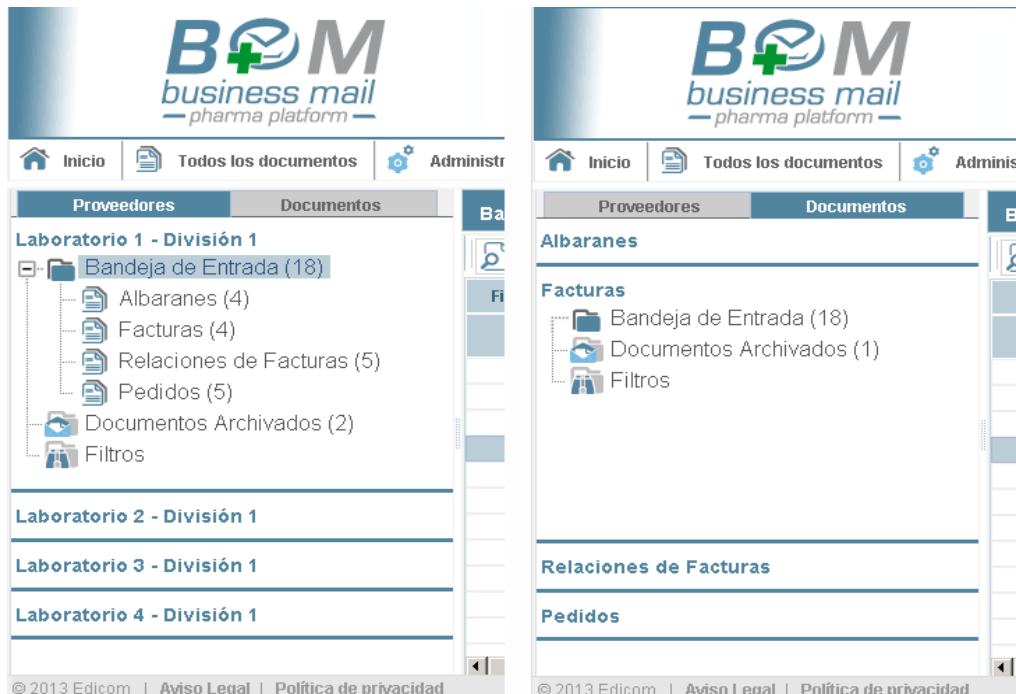 BM
business mail
pharma platform
Inicio
Todos los documentos
Proveedores
Documentos
Laboratorio 1 - División 1
Bandeja de Entrada (18)
Albaranes (4)
Facturas (4)
Relaciones de Facturas (5)
Pedidos (5)
Documentos Archivados (2)
Filtros
Laboratorio 2 - División 1
Laboratorio 3 - División 1
Laboratorio 4 - División 1
© 2013 Edicom | Aviso Legal | Política de privacidad
BM
business mail
pharma platform
Inicio
Todos los documentos
Proveedores
Documentos
Albaranes
Facturas
Bandeja de Entrada (18)
Documentos Archivados (1)
Filtros
Relaciones de Facturas
Pedidos
© 2013 Edicom | Aviso Legal | Política de privacidad